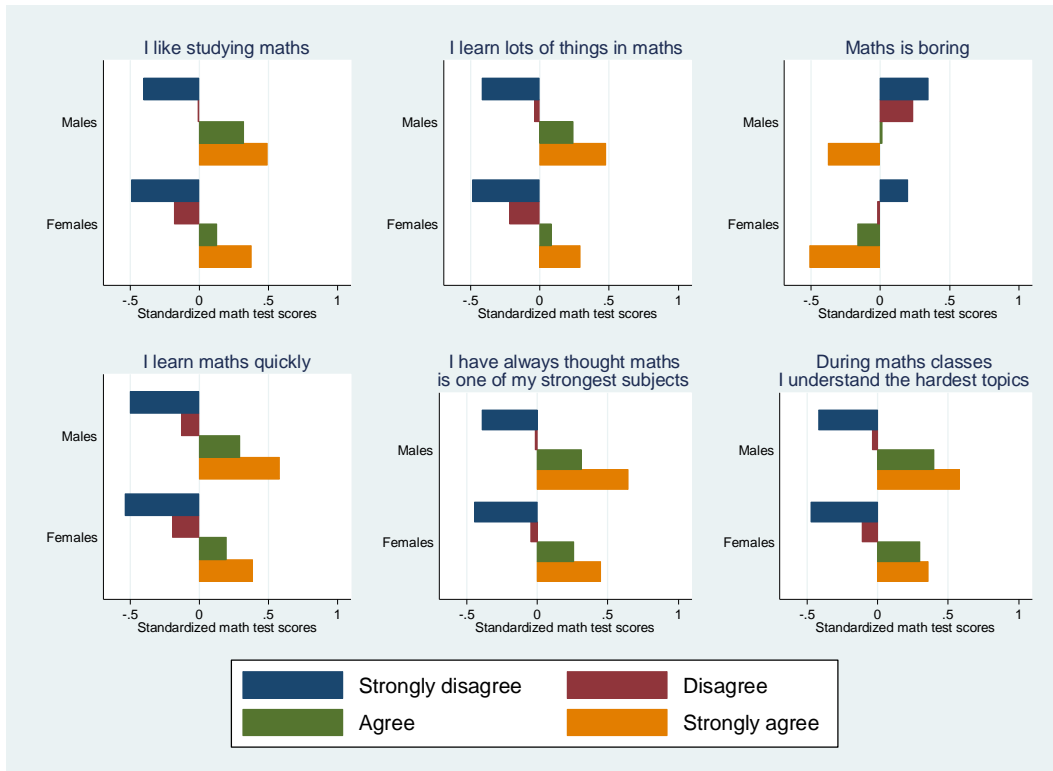 I like studying maths
Males
Females
-.5 0 .5 1
Standardized math test scores
I learn lots of things in maths
Males
Females
-.5 0 .5 1
Standardized math test scores
Maths is boring
Males
Females
-.5 0 .5 1
Standardized math test scores
I learn maths quickly
Males
Females
-.5 0 .5 1
Standardized math test scores
I have always thought maths
is one of my strongest subjects
Males
Females
-.5 0 .5 1
Standardized math test scores
During maths classes
I understand the hardest topics
Males
Females
-.5 0 .5 1
Standardized math test scores
Strongly disagree Disagree
Agree Strongly agree